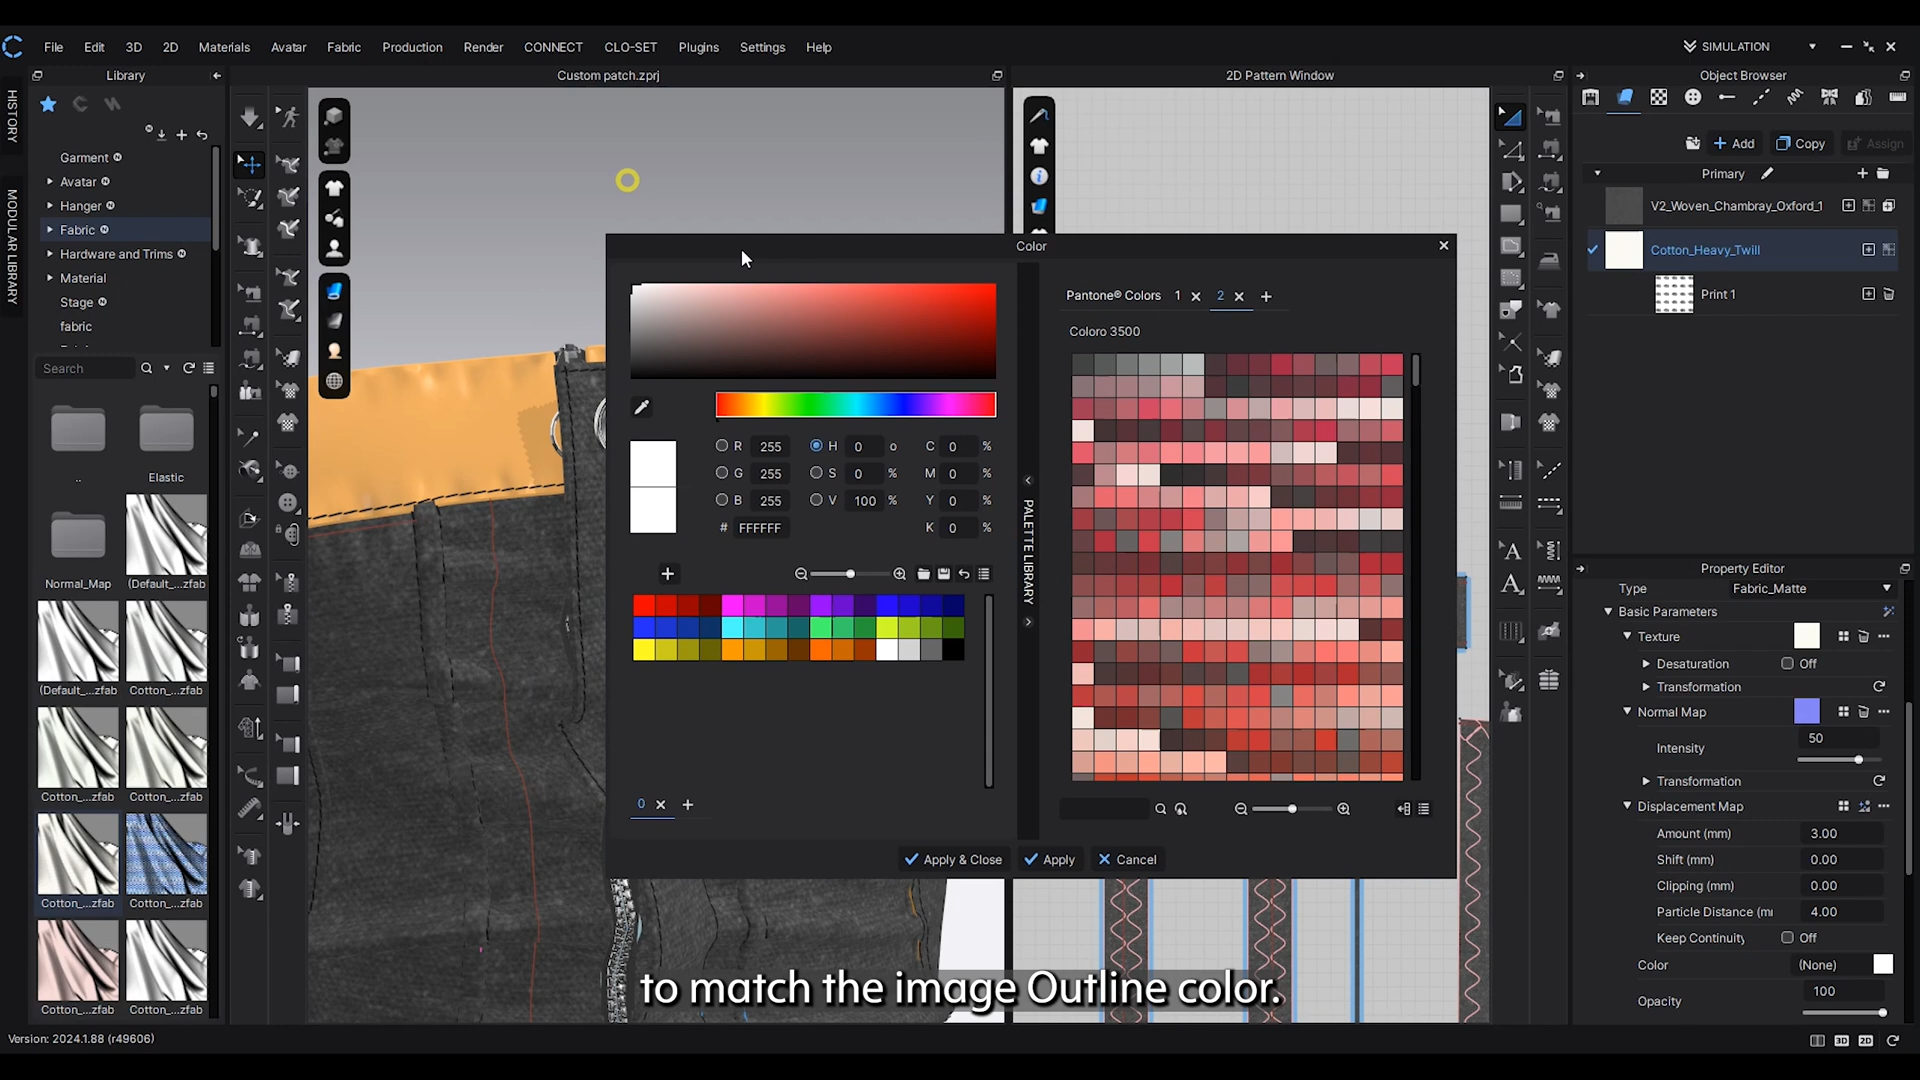 File Edit 3D 2D Materials Avatar Fabric Production Render CONNECT CLO-SET Plugins Settings Help SIMULATION
Library
Custom patch.zprj
2D Pattern Window
Object Browser
HISTORY
MODULAR LIBRARY
Garment
Avatar
Hanger
Fabric
Hardware and Trims
Material
Stage
fabric
Search
..
Elastic
Normal_Map
(Default_...zfab
(Default_...zfab
Cotton_...zfab
Cotton_...zfab
Cotton_...zfab
Cotton_...zfab
Cotton_...zfab
Cotton_...zfab
Cotton_...zfab
Color
R 255 H 0 o C 0 %
G 255 S 0 % M 0 %
B 255 V 100 % Y 0 %
# FFFFFF K 0 %
0
PALETTE LIBRARY
Pantone® Colors 1 2
Coloro 3500
Apply & Close Apply Cancel
Add Copy Assign
Primary
V2_Woven_Chambray_Oxford_1
Cotton_Heavy_Twill
Print 1
Property Editor
Type Fabric_Matte
Basic Parameters
Texture
Desaturation Off
Transformation
Normal Map
Intensity 50
Transformation
Displacement Map
Amount (mm) 3.00
Shift (mm) 0.00
Clipping (mm) 0.00
Particle Distance (m 4.00
Keep Continuity Off
Color (None)
Opacity 100
to match the image Outline color.
Version: 2024.1.88 (r49606)
3D 2D